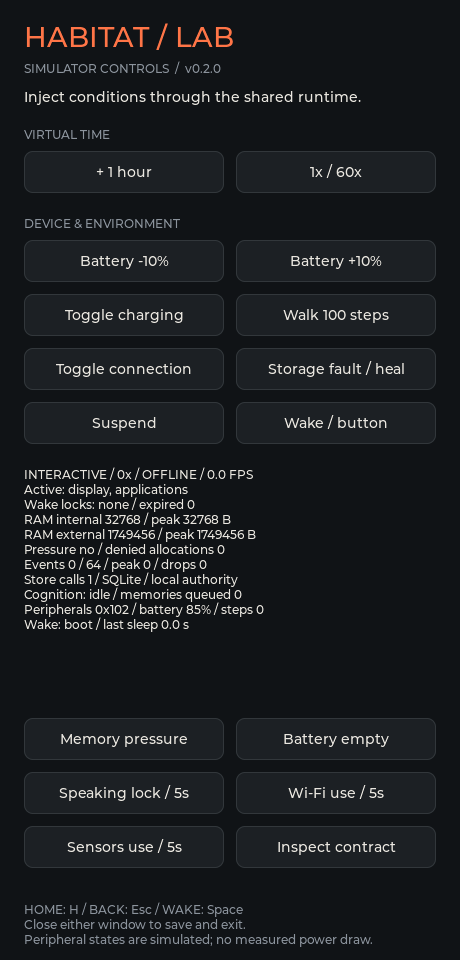 HABITAT / LAB
SIMULATOR CONTROLS / v0.2.0
Inject conditions through the shared runtime.
VIRTUAL TIME
+ 1 hour
1x / 60x
DEVICE & ENVIRONMENT
Battery -10%
Battery +10%
Toggle charging
Walk 100 steps
Toggle connection
Storage fault / heal
Suspend
Wake / button
INTERACTIVE / 0x / OFFLINE / 0.0 FPS
Active: display, applications
Wake locks: none / expired 0
RAM internal 32768 / peak 32768 B
RAM external 1749456 / peak 1749456 B
Pressure no / denied allocations 0
Events 0 / 64 / peak 0 / drops 0
Store calls 1 / SQLite / local authority
Cognition: idle / memories queued 0
Peripherals 0x102 / battery 85% / steps 0
Wake: boot / last sleep 0.0 s
Memory pressure
Battery empty
Speaking lock / 5s
Wi-Fi use / 5s
Sensors use / 5s
Inspect contract
HOME: H / BACK: Esc / WAKE: Space
Close either window to save and exit.
Peripheral states are simulated; no measured power draw.